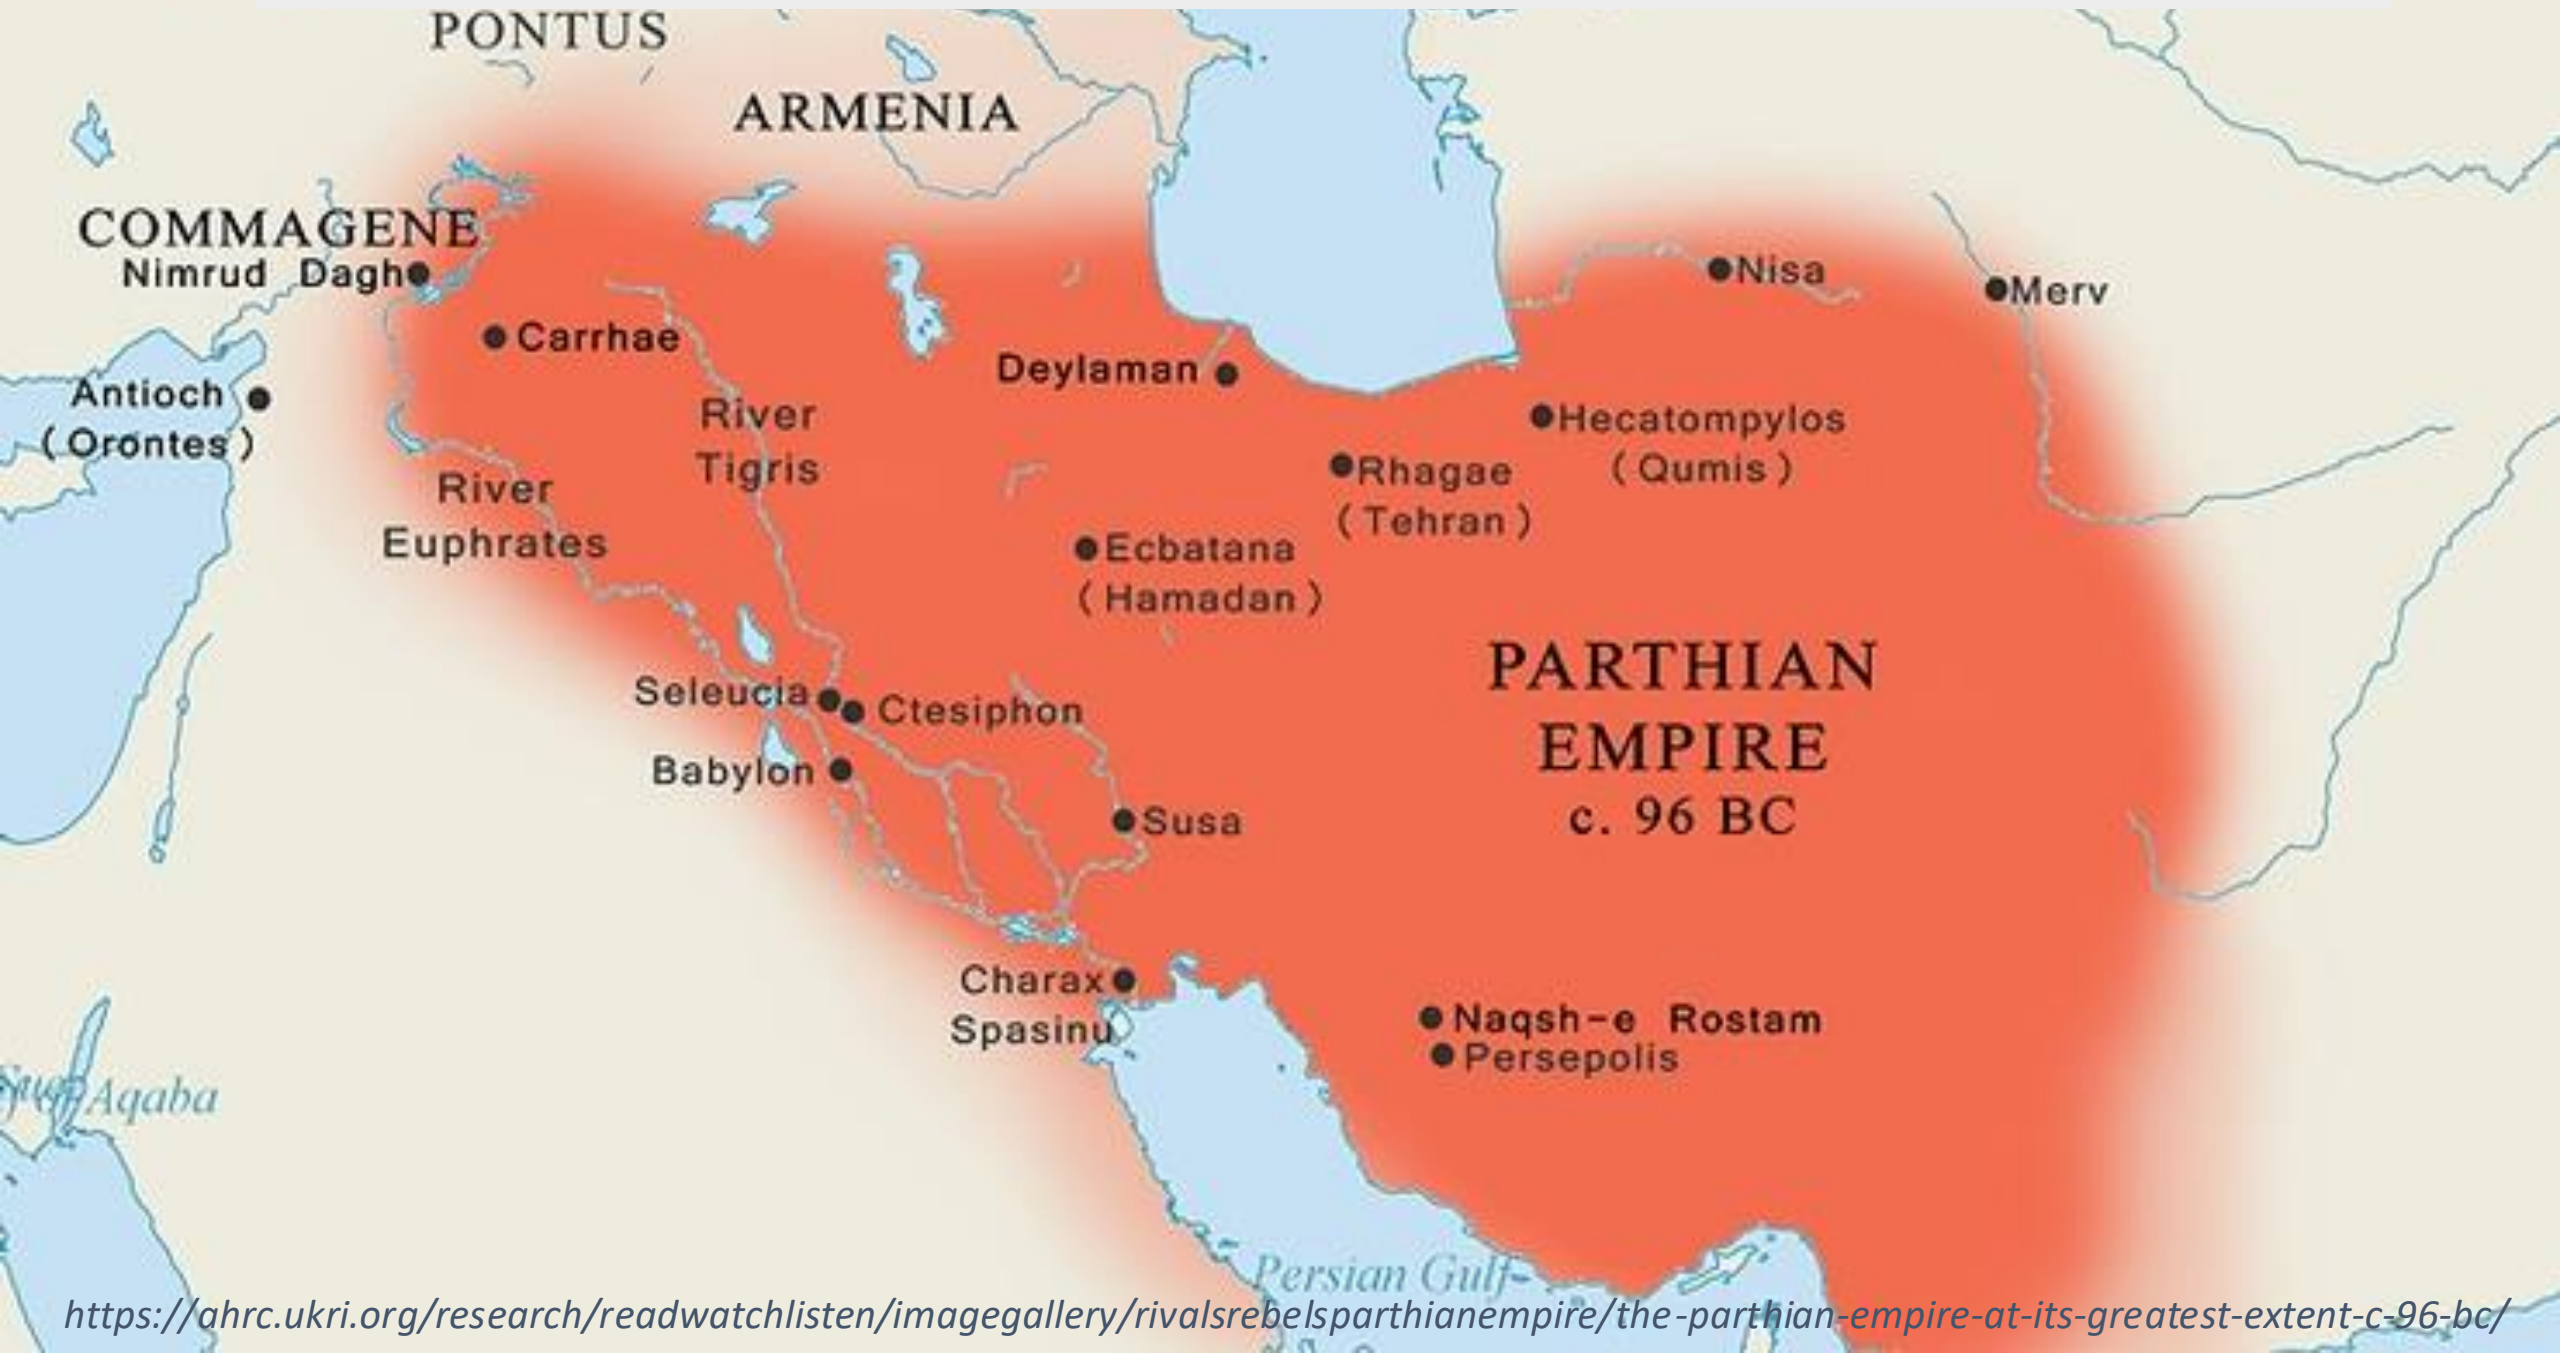 PONTUS
ARMENIA
COMMAGENE
Nimrud Dagh
Nisa
Merv
Carrhae
Deylaman
Antioch
(Orontes)
River
Tigris
Hecatompylos
(Qumis)
Rhagae
(Tehran)
River
Euphrates
Ecbatana
(Hamadan)
PARTHIAN
EMPIRE
c. 96 BC
Seleucia
Ctesiphon
Babylon
Susa
Charax
Spasinu
Naqsh-e Rostam
Persepolis
Aqaba
Persian Gulf
https://ahrc.ukri.org/research/readwatchlisten/imagegallery/rivalsrebelsparthianempire/the-parthian-empire-at-its-greatest-extent-c-96-bc/